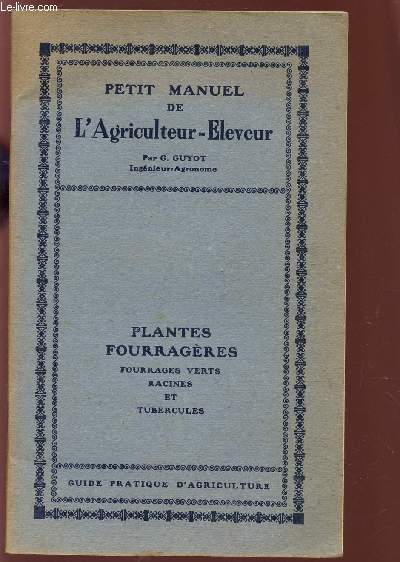 Le-livre.com
PETIT MANUEL
DE
L'Agriculteur-Eleveur
Par G. GUYOT
Ingénieur-Agronome
PLANTES
FOURRAGÈRES
FOURRAGES VERTS
RACINES
ET
TUBERCULES
GUIDE PRATIQUE D'AGRICULTURE